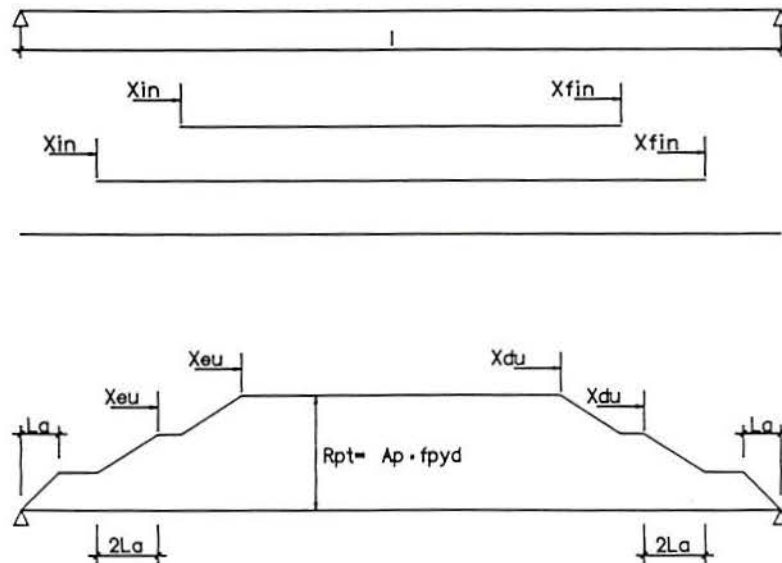 l
Xin Xfin
Xin Xfin
Xeu Xdu
La Xeu Xdu La
Rpt= Ap · fpyd
2La 2La